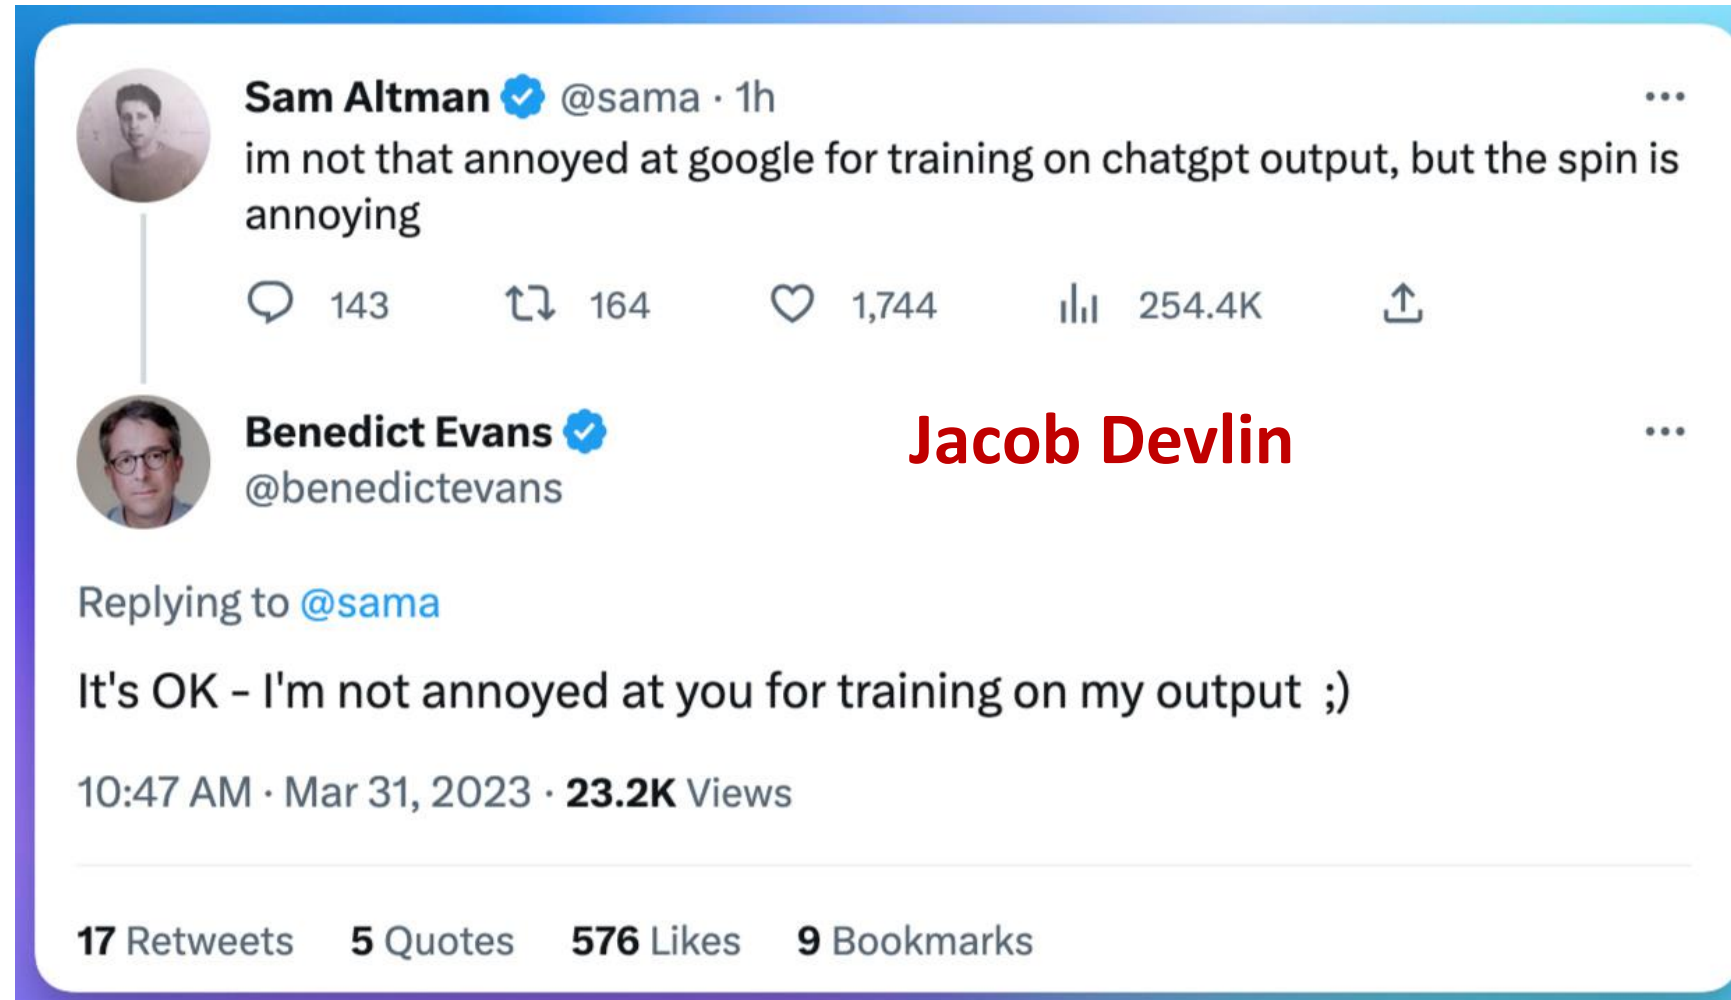 Sam Altman @sama · 1h
im not that annoyed at google for training on chatgpt output, but the spin is
annoying
143 164 1,744 254.4K
Benedict Evans
Jacob Devlin
@benedictevans
Replying to @sama
It's OK - I'm not annoyed at you for training on my output ;)
10:47 AM · Mar 31, 2023 · 23.2K Views
17 Retweets 5 Quotes 576 Likes 9 Bookmarks